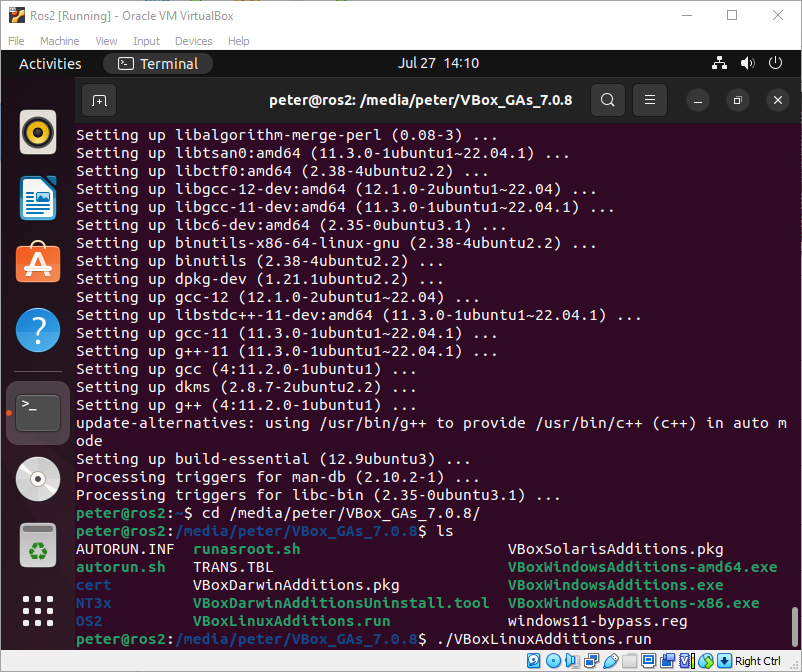 Ros2 [Running] - Oracle VM VirtualBox
File Machine View Input Devices Help
Activities Terminal Jul 27 14:10
peter@ros2: /media/peter/VBox_GAs_7.0.8
Setting up libalgorithm-merge-perl (0.08-3) ...
Setting up libtsan0:amd64 (11.3.0-1ubuntu1~22.04.1) ...
Setting up libctf0:amd64 (2.38-4ubuntu2.2) ...
Setting up libgcc-12-dev:amd64 (12.1.0-2ubuntu1~22.04) ...
Setting up libgcc-11-dev:amd64 (11.3.0-1ubuntu1~22.04.1) ...
Setting up libc6-dev:amd64 (2.35-0ubuntu3.1) ...
Setting up binutils-x86-64-linux-gnu (2.38-4ubuntu2.2) ...
Setting up binutils (2.38-4ubuntu2.2) ...
Setting up dpkg-dev (1.21.1ubuntu2.2) ...
Setting up gcc-12 (12.1.0-2ubuntu1~22.04) ...
Setting up libstdc++-11-dev:amd64 (11.3.0-1ubuntu1~22.04.1) ...
Setting up gcc-11 (11.3.0-1ubuntu1~22.04.1) ...
Setting up g++-11 (11.3.0-1ubuntu1~22.04.1) ...
Setting up gcc (4:11.2.0-1ubuntu1) ...
Setting up dkms (2.8.7-2ubuntu2.2) ...
Setting up g++ (4:11.2.0-1ubuntu1) ...
update-alternatives: using /usr/bin/g++ to provide /usr/bin/c++ (c++) in auto m
ode
Setting up build-essential (12.9ubuntu3) ...
Processing triggers for man-db (2.10.2-1) ...
Processing triggers for libc-bin (2.35-0ubuntu3.1) ...
peter@ros2:~$ cd /media/peter/VBox_GAs_7.0.8/
peter@ros2:/media/peter/VBox_GAs_7.0.8$ ls
AUTORUN.INF runasroot.sh VBoxSolarisAdditions.pkg
autorun.sh TRANS.TBL VBoxWindowsAdditions-amd64.exe
cert VBoxDarwinAdditions.pkg VBoxWindowsAdditions.exe
NT3x VBoxDarwinAdditionsUninstall.tool VBoxWindowsAdditions-x86.exe
OS2 VBoxLinuxAdditions.run windows11-bypass.reg
peter@ros2:/media/peter/VBox_GAs_7.0.8$ ./VBoxLinuxAdditions.run
Right Ctrl